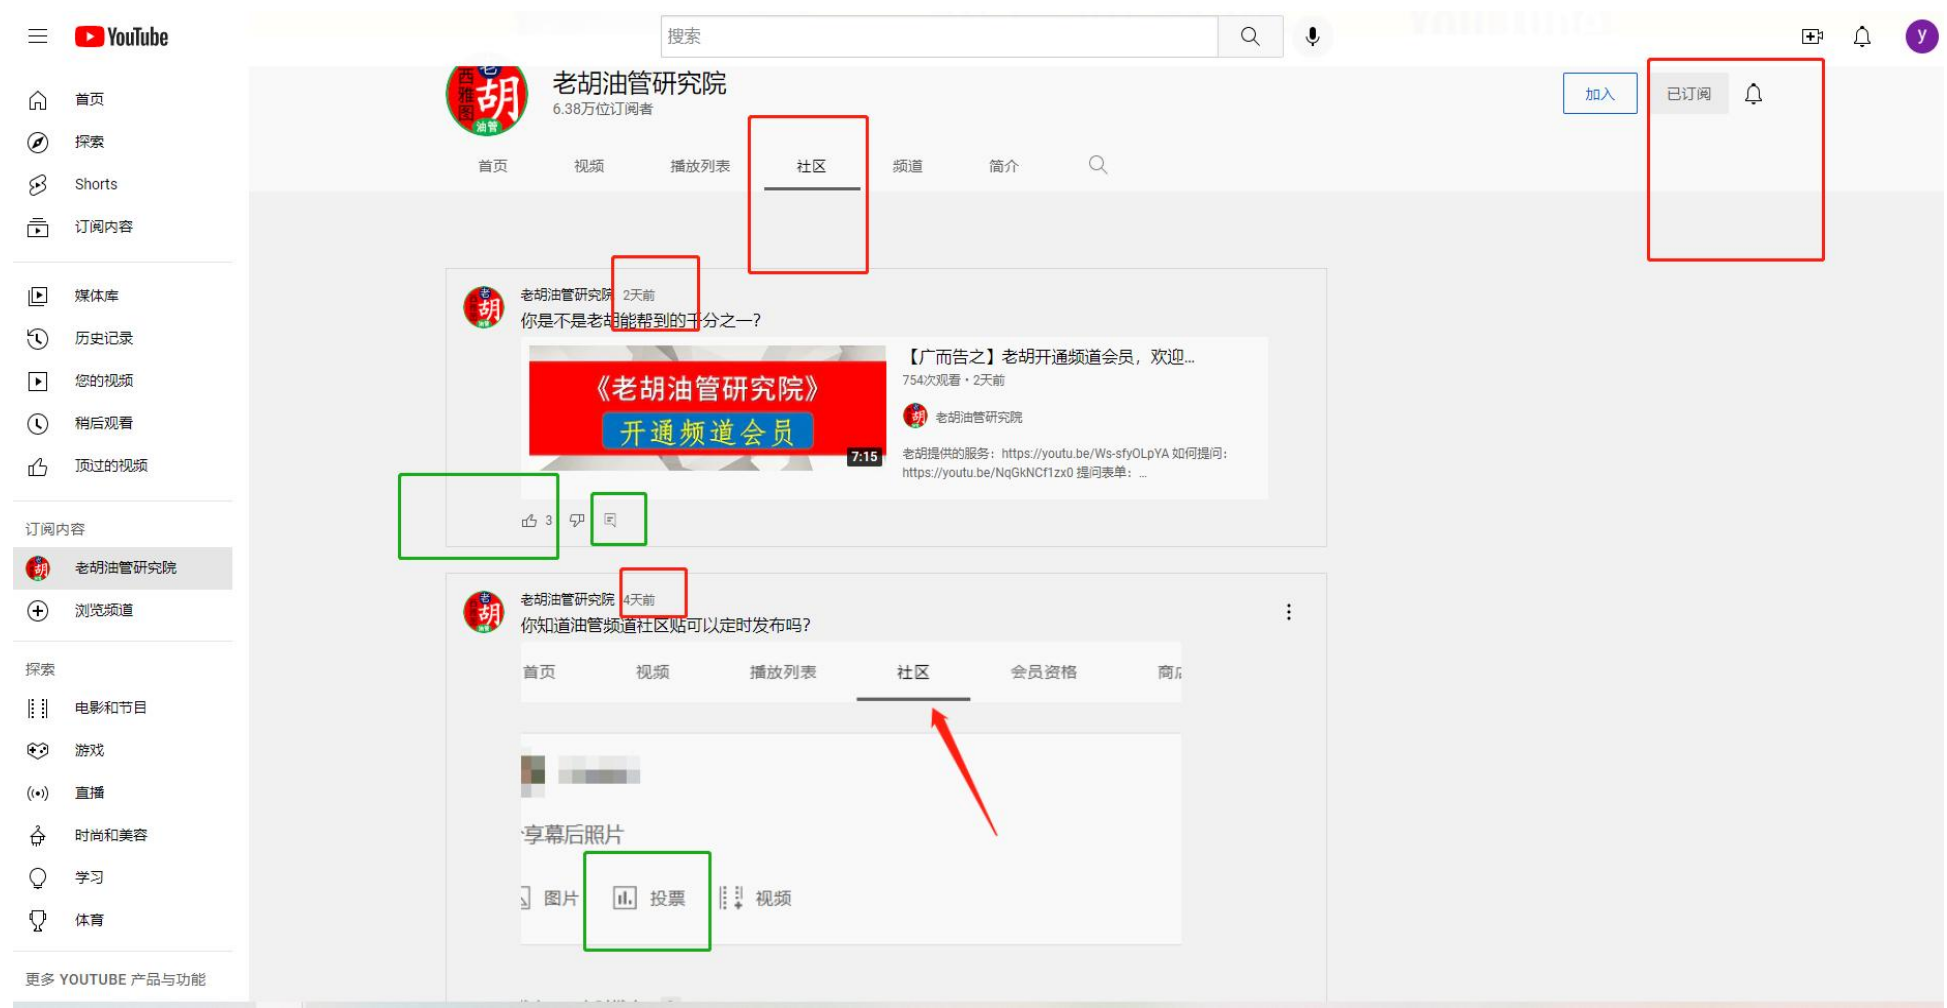 YouTube
搜索
y
首页
探索
Shorts
订阅内容
媒体库
历史记录
您的视频
稍后观看
顶过的视频
订阅内容
老胡油管研究院
浏览频道
探索
电影和节目
游戏
直播
时尚和美容
学习
体育
更多 YOUTUBE 产品与功能
老胡油管研究院
6.38万位订阅者
加入
已订阅
首页 视频 播放列表 社区 频道 简介
老胡油管研究院 2天前
你是不是老胡能帮到的千分之一?
《老胡油管研究院》
开通频道会员
7:15
【广而告之】老胡开通频道会员，欢迎...
754次观看・2天前
老胡油管研究院
老胡提供的服务：https://youtu.be/Ws-sfyOLpYA 如何提问：
https://youtu.be/NqGkNCf1zx0 提问表单：...
3
老胡油管研究院 4天前
你知道油管频道社区贴可以定时发布吗?
首页 视频 播放列表 社区 会员资格 商
享幕后照片
图片 投票 视频